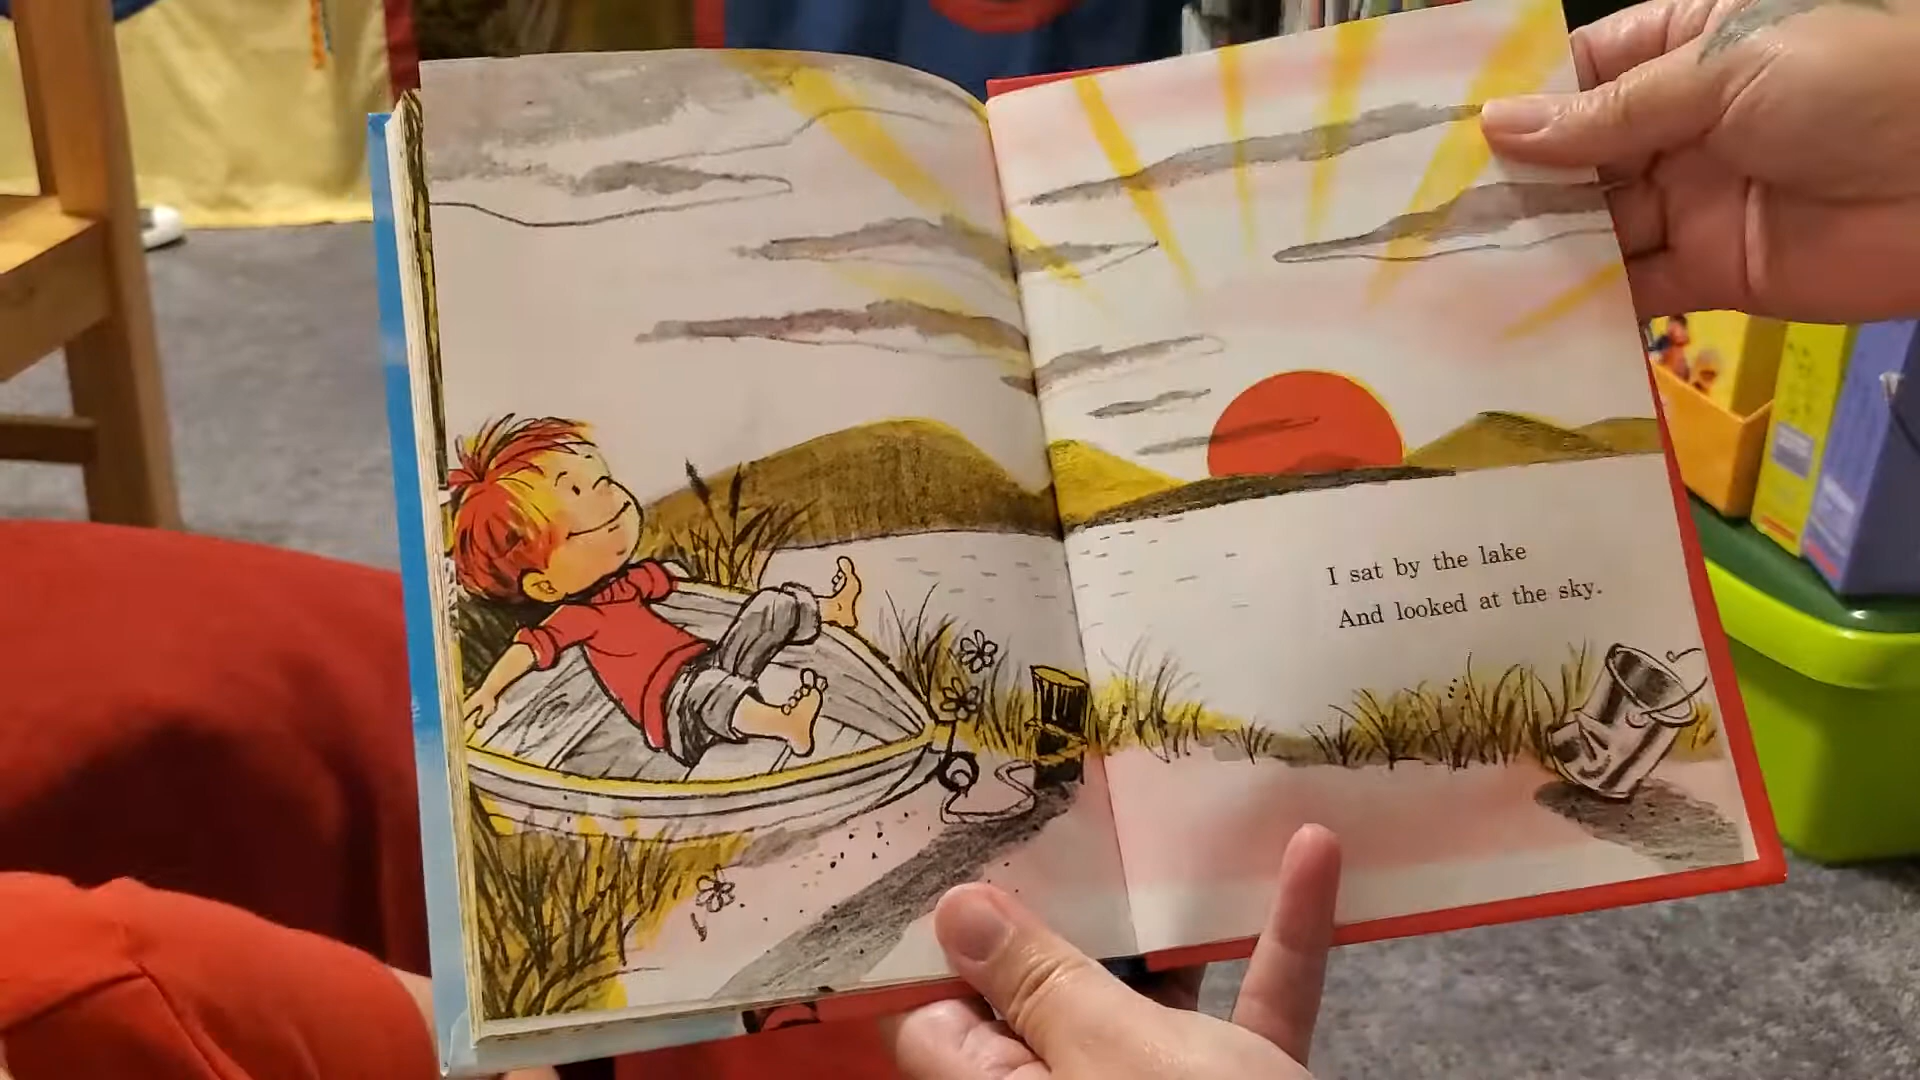 I sat by the lake
And looked at the sky.